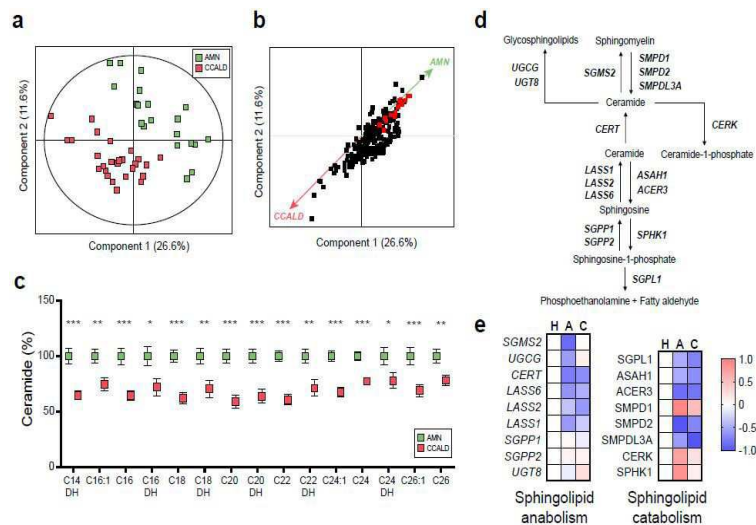 a
AMN
CCALD
Component 2 (11.6%)
Component 1 (26.6%)
b
AMN
CCALD
Component 2 (11.6%)
Component 1 (26.6%)
c
150
100
50
0
Ceramide (%)
*** ** *** * *** ** *** ** *** ** *** *** * *** **
AMN
CCALD
C14 DH
C16:1
C16
C16 DH
C18
C18 DH
C20
C20 DH
C22
C22 DH
C24:1
C24
C24 DH
C26:1
C26
d
Glycosphingolipids
Sphingomyelin
UGCG
UGT8
SGMS2
SMPD1
SMPD2
SMPDL3A
Ceramide
CERT
CERK
Ceramide
Ceramide-1-phosphate
LASS1
LASS2
LASS6
ASAH1
ACER3
Sphingosine
SGPP1
SGPP2
SPHK1
Sphingosine-1-phosphate
SGPL1
Phosphoethanolamine + Fatty aldehyde
e
H A C
SGMS2
UGCG
CERT
LASS6
LASS2
LASS1
SGPP1
SGPP2
UGT8
Sphingolipid
anabolism
H A C
SGPL1
ASAH1
ACER3
SMPD1
SMPD2
SMPDL3A
CERK
SPHK1
Sphingolipid
catabolism
1.0
0.5
0
-0.5
-1.0